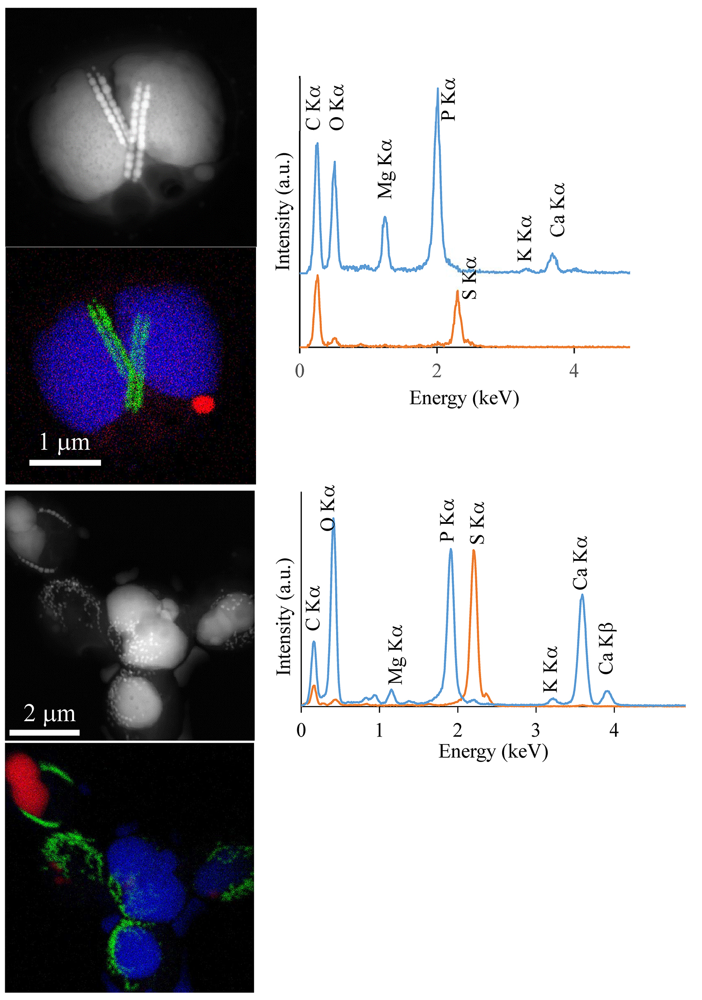 C Kα
O Kα
Mg Kα
P Kα
S Kα
K Kα
Ca Kα
Intensity (a.u.)
0
2
4
Energy (keV)
1 μm
C Kα
O Kα
Mg Kα
P Kα
S Kα
K Kα
Ca Kα
Ca Kβ
Intensity (a.u.)
0
1
2
3
4
Energy (keV)
2 μm